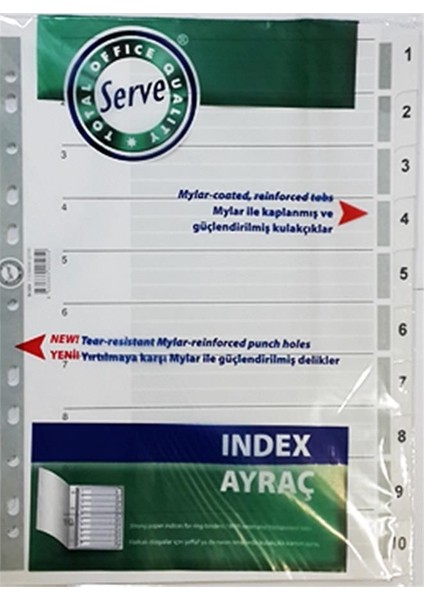 TOTAL OFFICE QUALITY
Serve
®
1
2
3
4
5
6
7
8
9
10
3
4
5
6
8
Mylar-coated, reinforced tabs
Mylar ile kaplanmış ve
güçlendirilmiş kulakçıklar
Serve
NEW! Tear-resistant Mylar-reinforced punch holes
YENİ! Yırtılmaya karşı Mylar ile güçlendirilmiş delikler
INDEX
AYRAÇ